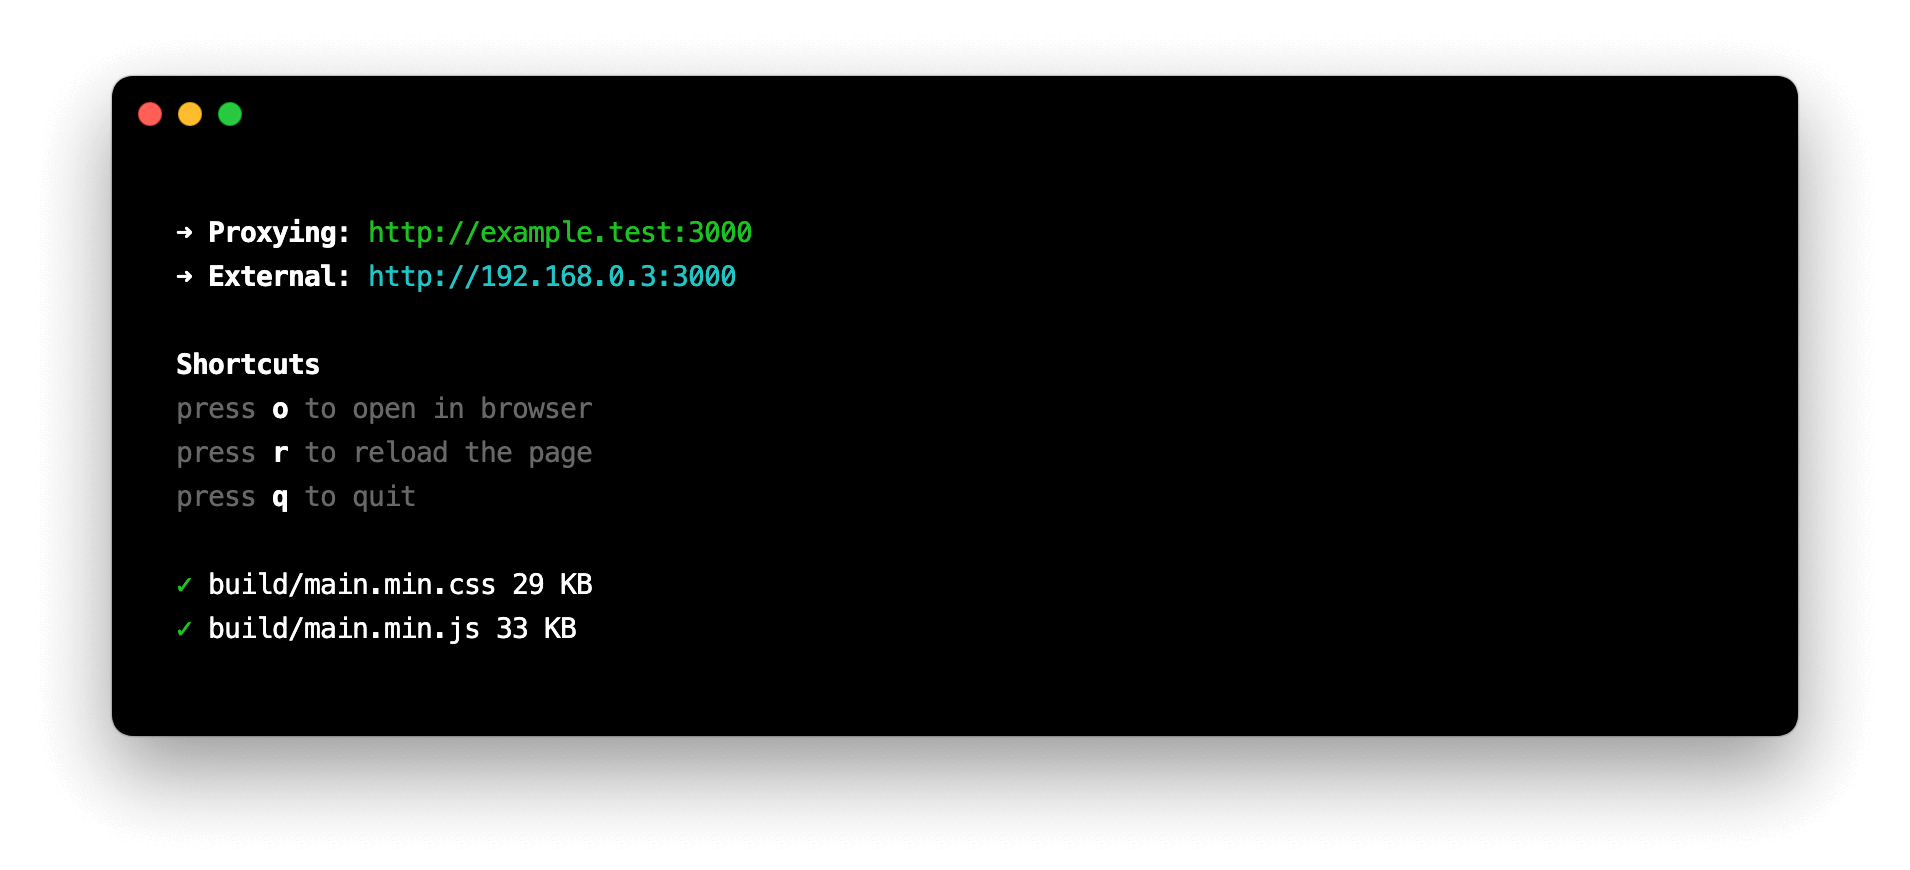 ➜ Proxying: http://example.test:3000
➜ External: http://192.168.0.3:3000
Shortcuts
press o to open in browser
press r to reload the page
press q to quit
✓ build/main.min.css 29 KB
✓ build/main.min.js 33 KB